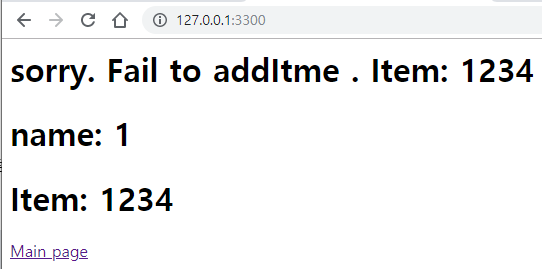 127.0.0.1:3300
sorry. Fail to addItme . Item: 1234
name: 1
Item: 1234
Main page